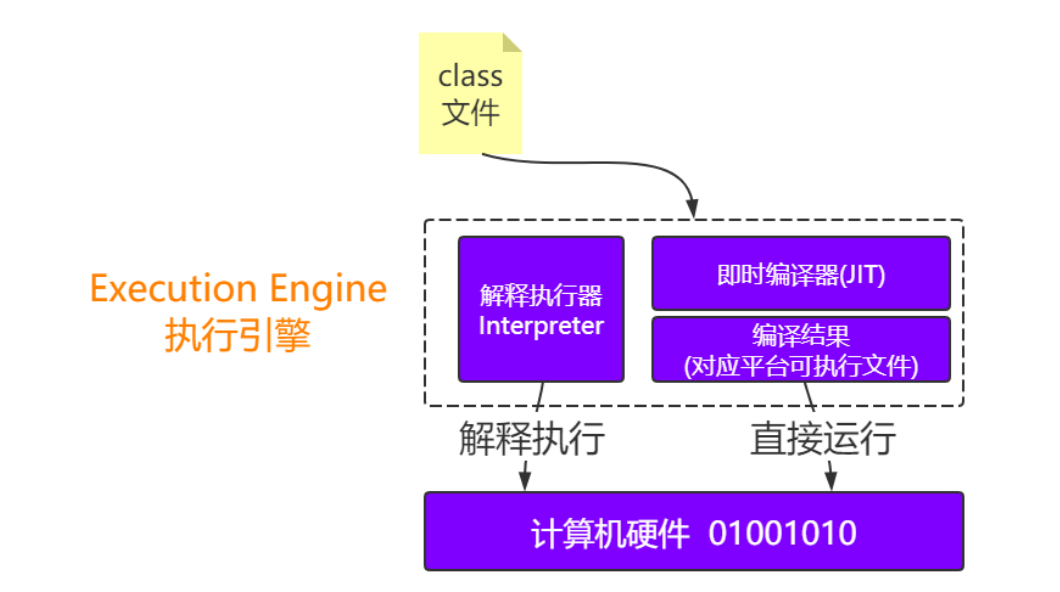 class
文件
Execution Engine
执行引擎
解释执行器
Interpreter
即时编译器(JIT)
编译结果
(对应平台可执行文件)
解释执行
直接运行
计算机硬件 01001010